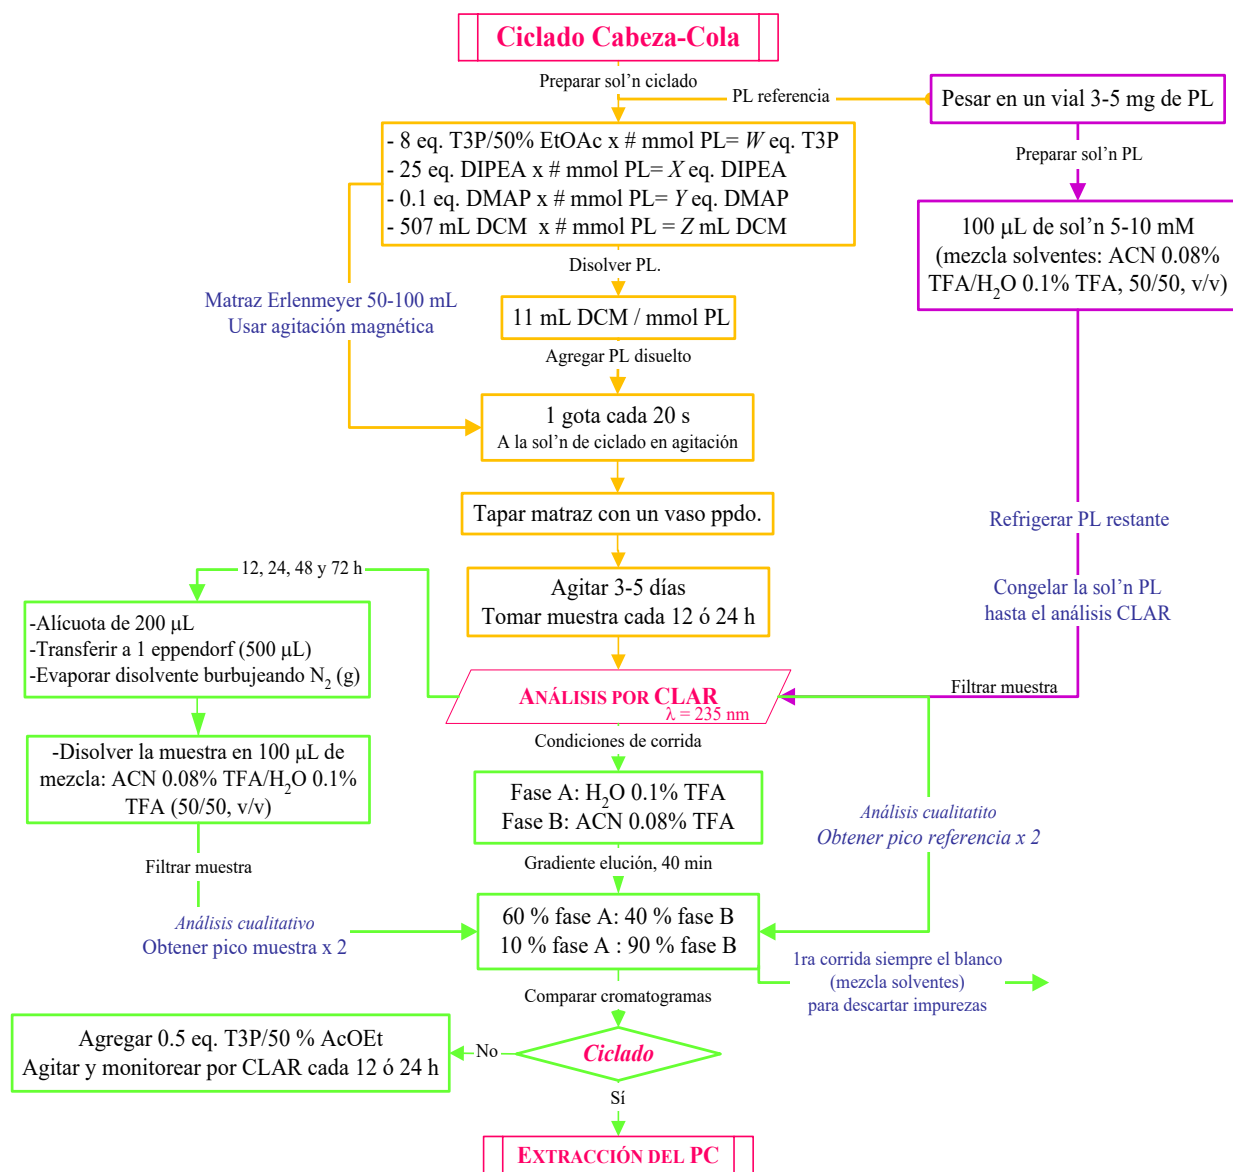 Ciclado Cabeza-Cola
Preparar sol’n ciclado
PL referencia
Pesar en un vial 3-5 mg de PL
- 8 eq. T3P/50% EtOAc x # mmol PL= W eq. T3P
- 25 eq. DIPEA x # mmol PL= X eq. DIPEA
- 0.1 eq. DMAP x # mmol PL= Y eq. DMAP
- 507 mL DCM x # mmol PL = Z mL DCM
Preparar sol’n PL
100 µL de sol’n 5-10 mM
(mezcla solventes: ACN 0.08%
TFA/H2O 0.1% TFA, 50/50, v/v)
Disolver PL.
Matraz Erlenmeyer 50-100 mL
Usar agitación magnética
11 mL DCM / mmol PL
Agregar PL disuelto
1 gota cada 20 s
A la sol’n de ciclado en agitación
Tapar matraz con un vaso ppdo.
Refrigerar PL restante
Congelar la sol’n PL
hasta el análisis CLAR
Agitar 3-5 días
Tomar muestra cada 12 ó 24 h
12, 24, 48 y 72 h
-Alícuota de 200 µL
-Transferir a 1 eppendorf (500 µL)
-Evaporar disolvente burbujeando N2 (g)
ANÁLISIS POR CLAR
λ = 235 nm
Filtrar muestra
Condiciones de corrida
-Disolver la muestra en 100 µL de
mezcla: ACN 0.08% TFA/H2O 0.1%
TFA (50/50, v/v)
Fase A: H2O 0.1% TFA
Fase B: ACN 0.08% TFA
Análisis cualitatito
Obtener pico referencia x 2
Gradiente elución, 40 min
Filtrar muestra
60 % fase A: 40 % fase B
10 % fase A : 90 % fase B
Análisis cualitativo
Obtener pico muestra x 2
1ra corrida siempre el blanco
(mezcla solventes)
para descartar impurezas
Comparar cromatogramas
Agregar 0.5 eq. T3P/50 % AcOEt
Agitar y monitorear por CLAR cada 12 ó 24 h
No
Ciclado
Sí
EXTRACCIÓN DEL PC